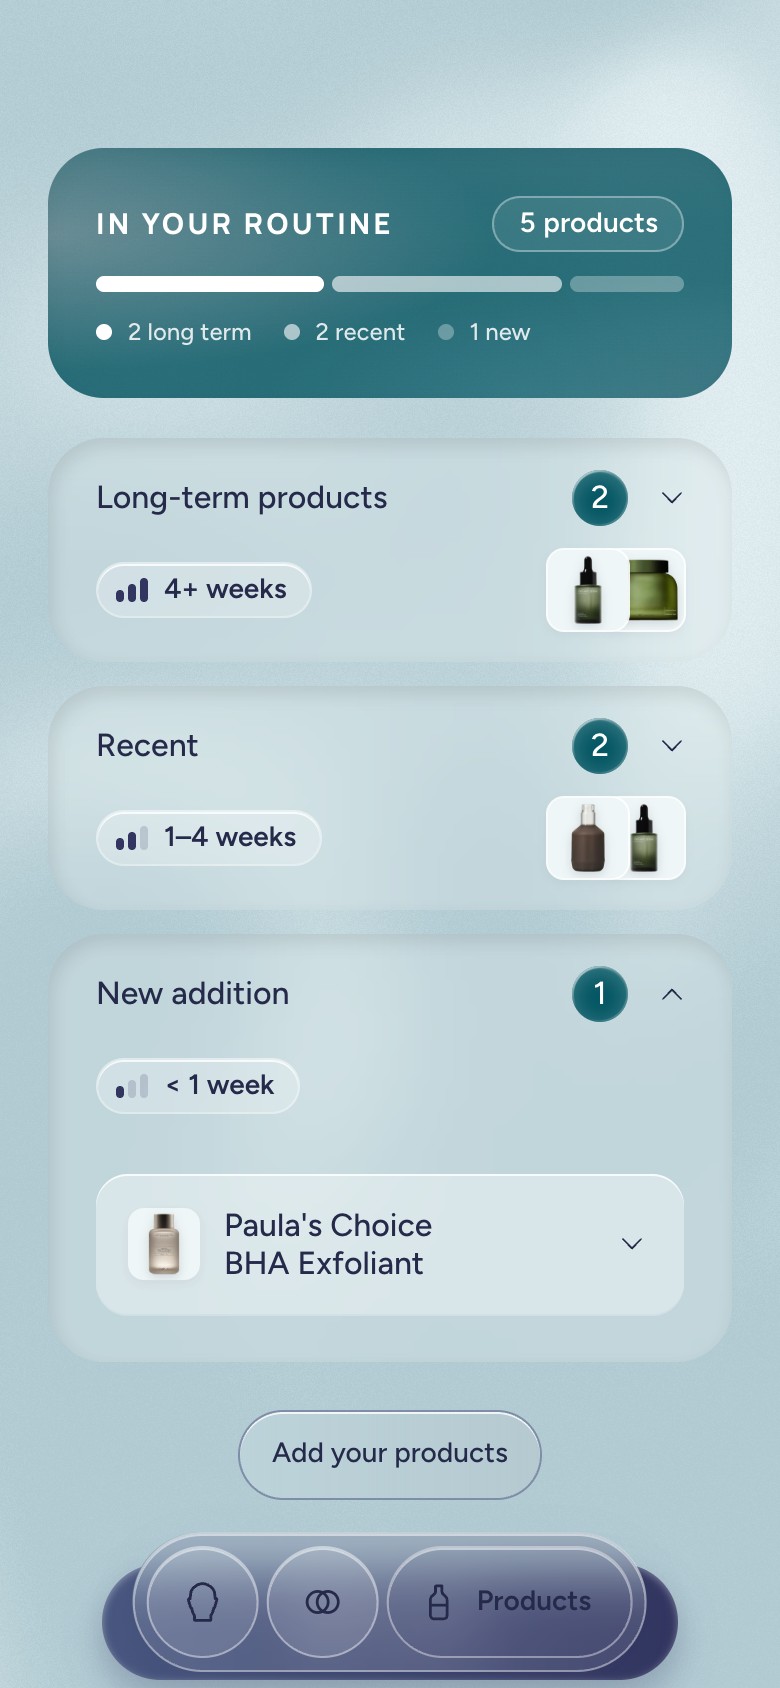 IN YOUR ROUTINE
5 products
2 long term
2 recent
1 new
Long-term products
2
4+ weeks
Recent
2
1–4 weeks
New addition
1
< 1 week
Paula's Choice
BHA Exfoliant
Add your products
Products